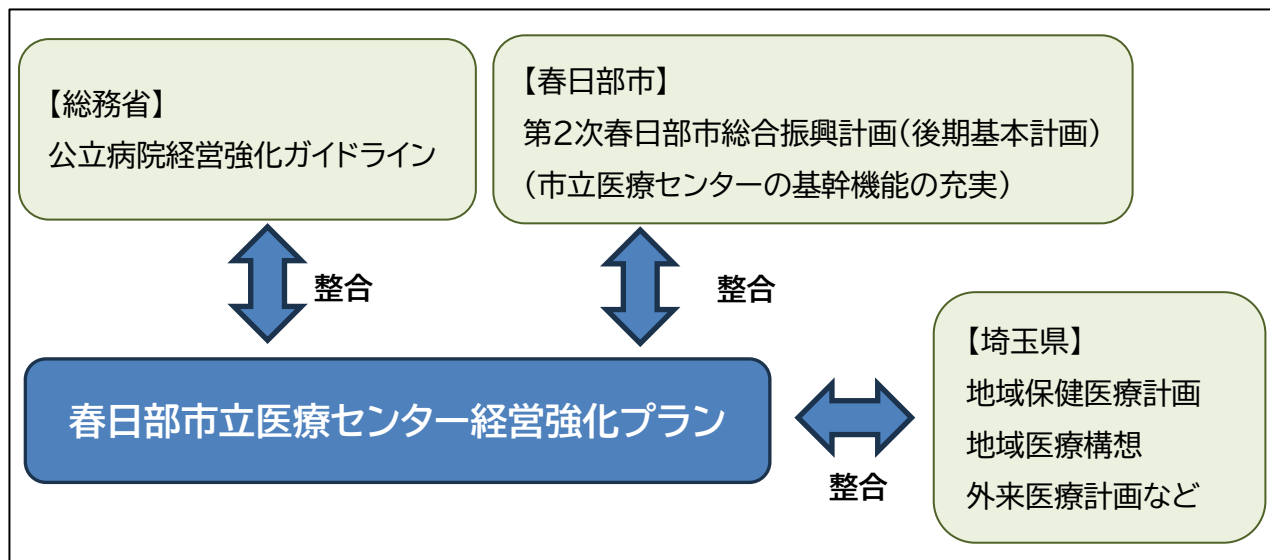 【総務省】
公立病院経営強化ガイドライン
【春日部市】
第2次春日部市総合振興計画(後期基本計画)
(市立医療センターの基幹機能の充実)
整合
整合
春日部市立医療センター経営強化プラン
整合
【埼玉県】
地域保健医療計画
地域医療構想
外来医療計画など